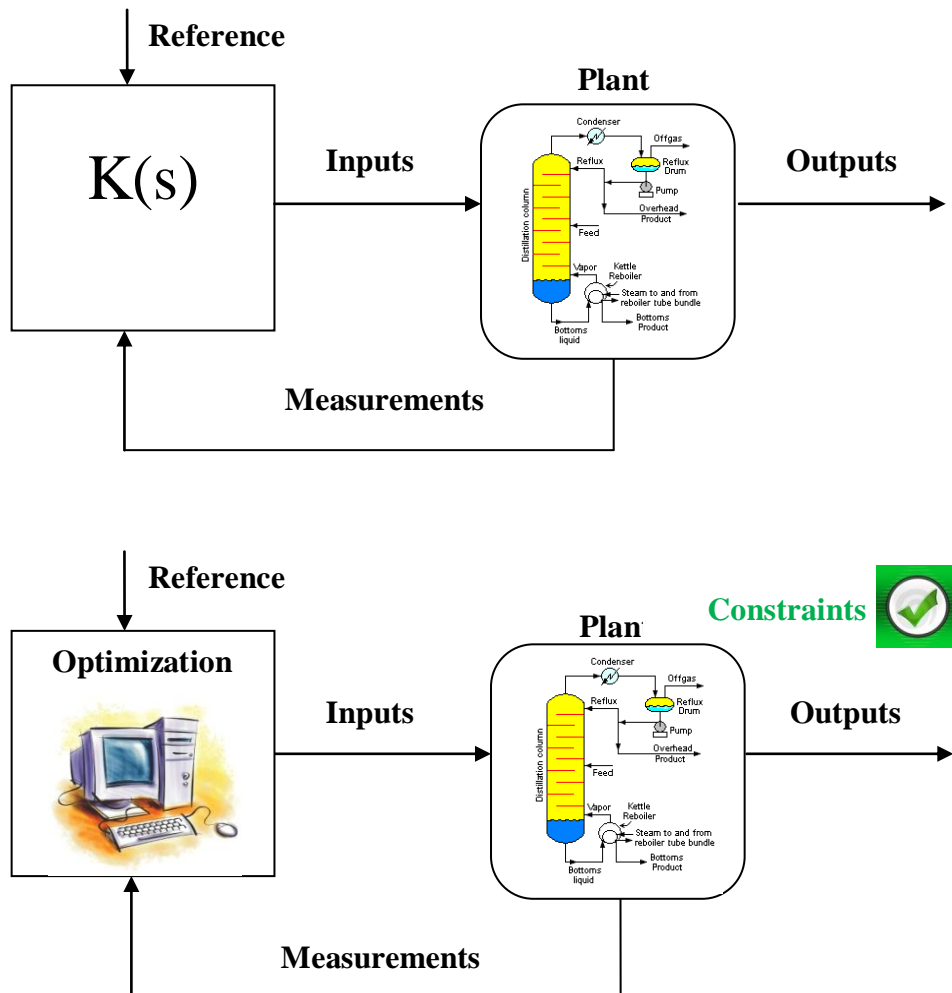 Reference
Plant
K(s)
Inputs
Outputs
Condenser
Offgas
Reflux
Reflux
Drum
Pump
Overhead
Product
Distillation column
Feed
Vapor
Kettle
Reboiler
Steam to and from
reboiler tube bundle
Bottoms
liquid
Bottoms
Product
Measurements
Reference
Constraints
Plant
Optimization
Inputs
Outputs
Condenser
Offgas
Reflux
Reflux
Drum
Pump
Overhead
Product
Distillation column
Feed
Vapor
Kettle
Reboiler
Steam to and from
reboiler tube bundle
Bottoms
liquid
Bottoms
Product
Measurements